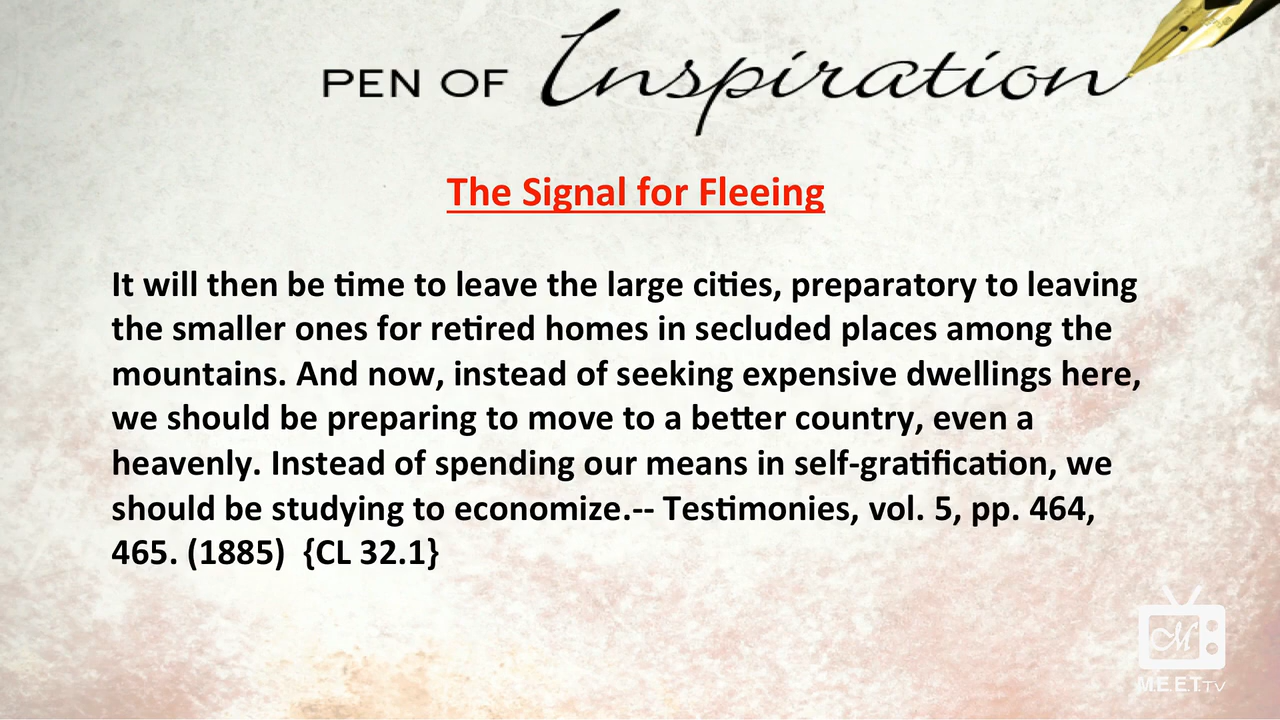 PEN OF Inspiration
The Signal for Fleeing
It will then be time to leave the large cities, preparatory to leaving
the smaller ones for retired homes in secluded places among the
mountains. And now, instead of seeking expensive dwellings here,
we should be preparing to move to a better country, even a
heavenly. Instead of spending our means in self-gratification, we
should be studying to economize.-- Testimonies, vol. 5, pp. 464,
465. (1885)  {CL 32.1}
M
M.E.E.T.TV